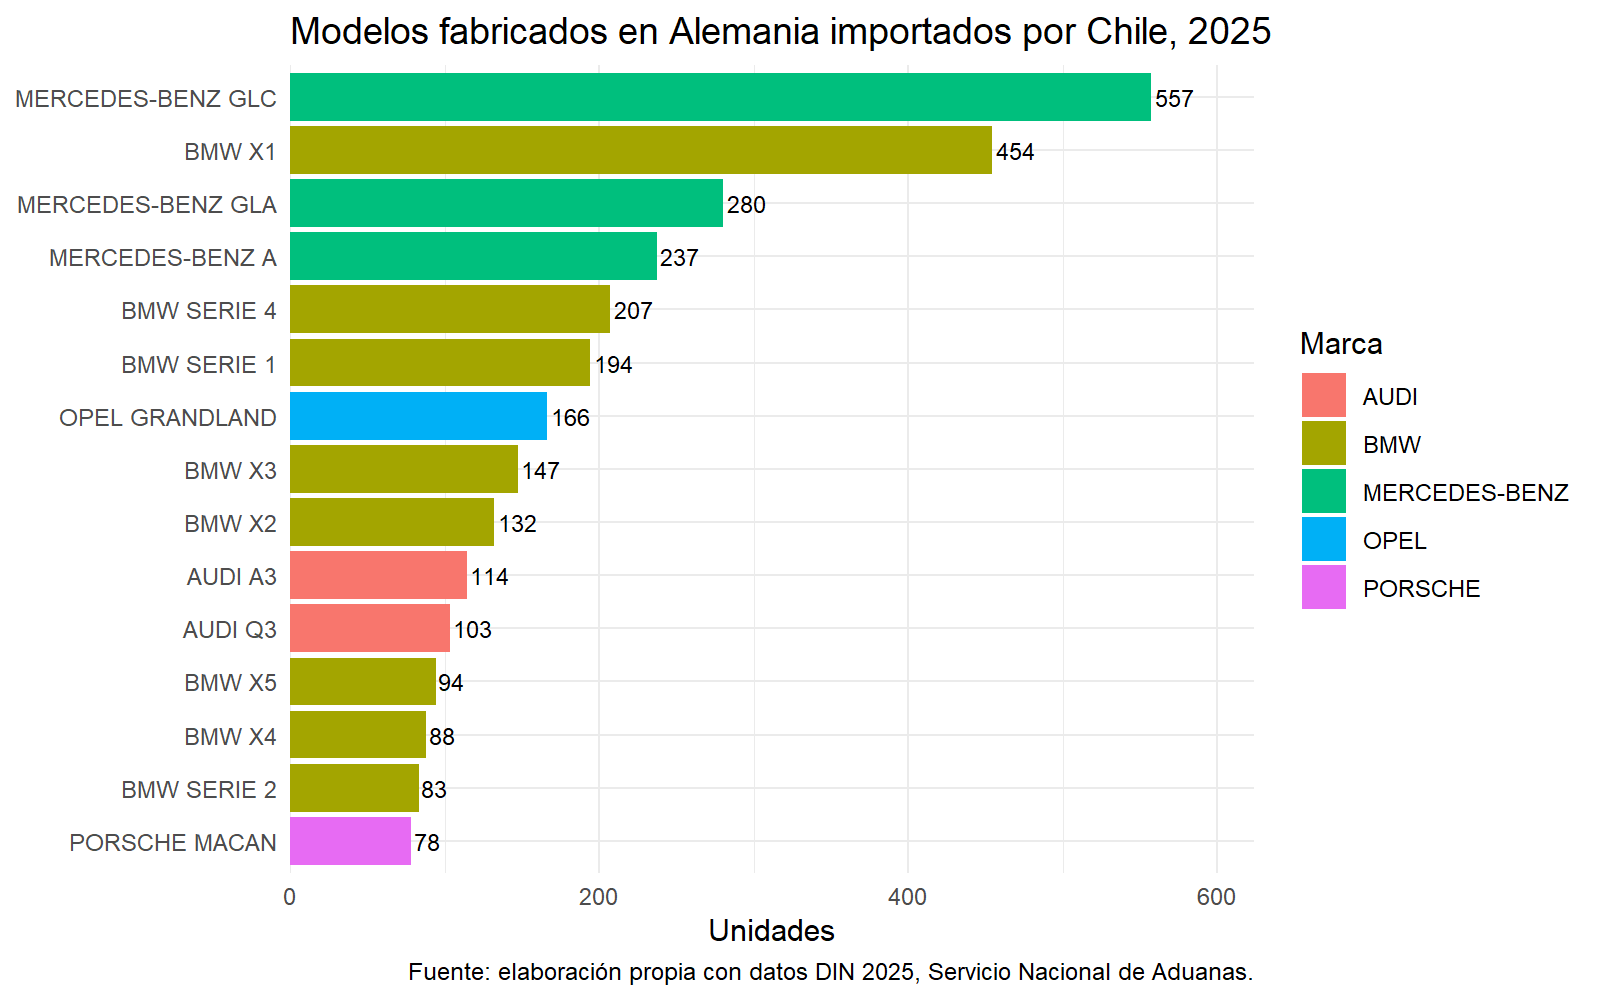 Modelos fabricados en Alemania importados por Chile, 2025
MERCEDES-BENZ GLC 557
BMW X1 454
MERCEDES-BENZ GLA 280
MERCEDES-BENZ A 237
BMW SERIE 4 207
BMW SERIE 1 194
OPEL GRANDLAND 166
BMW X3 147
BMW X2 132
AUDI A3 114
AUDI Q3 103
BMW X5 94
BMW X4 88
BMW SERIE 2 83
PORSCHE MACAN 78
0 200 400 600
Unidades
Marca
AUDI
BMW
MERCEDES-BENZ
OPEL
PORSCHE
Fuente: elaboración propia con datos DIN 2025, Servicio Nacional de Aduanas.